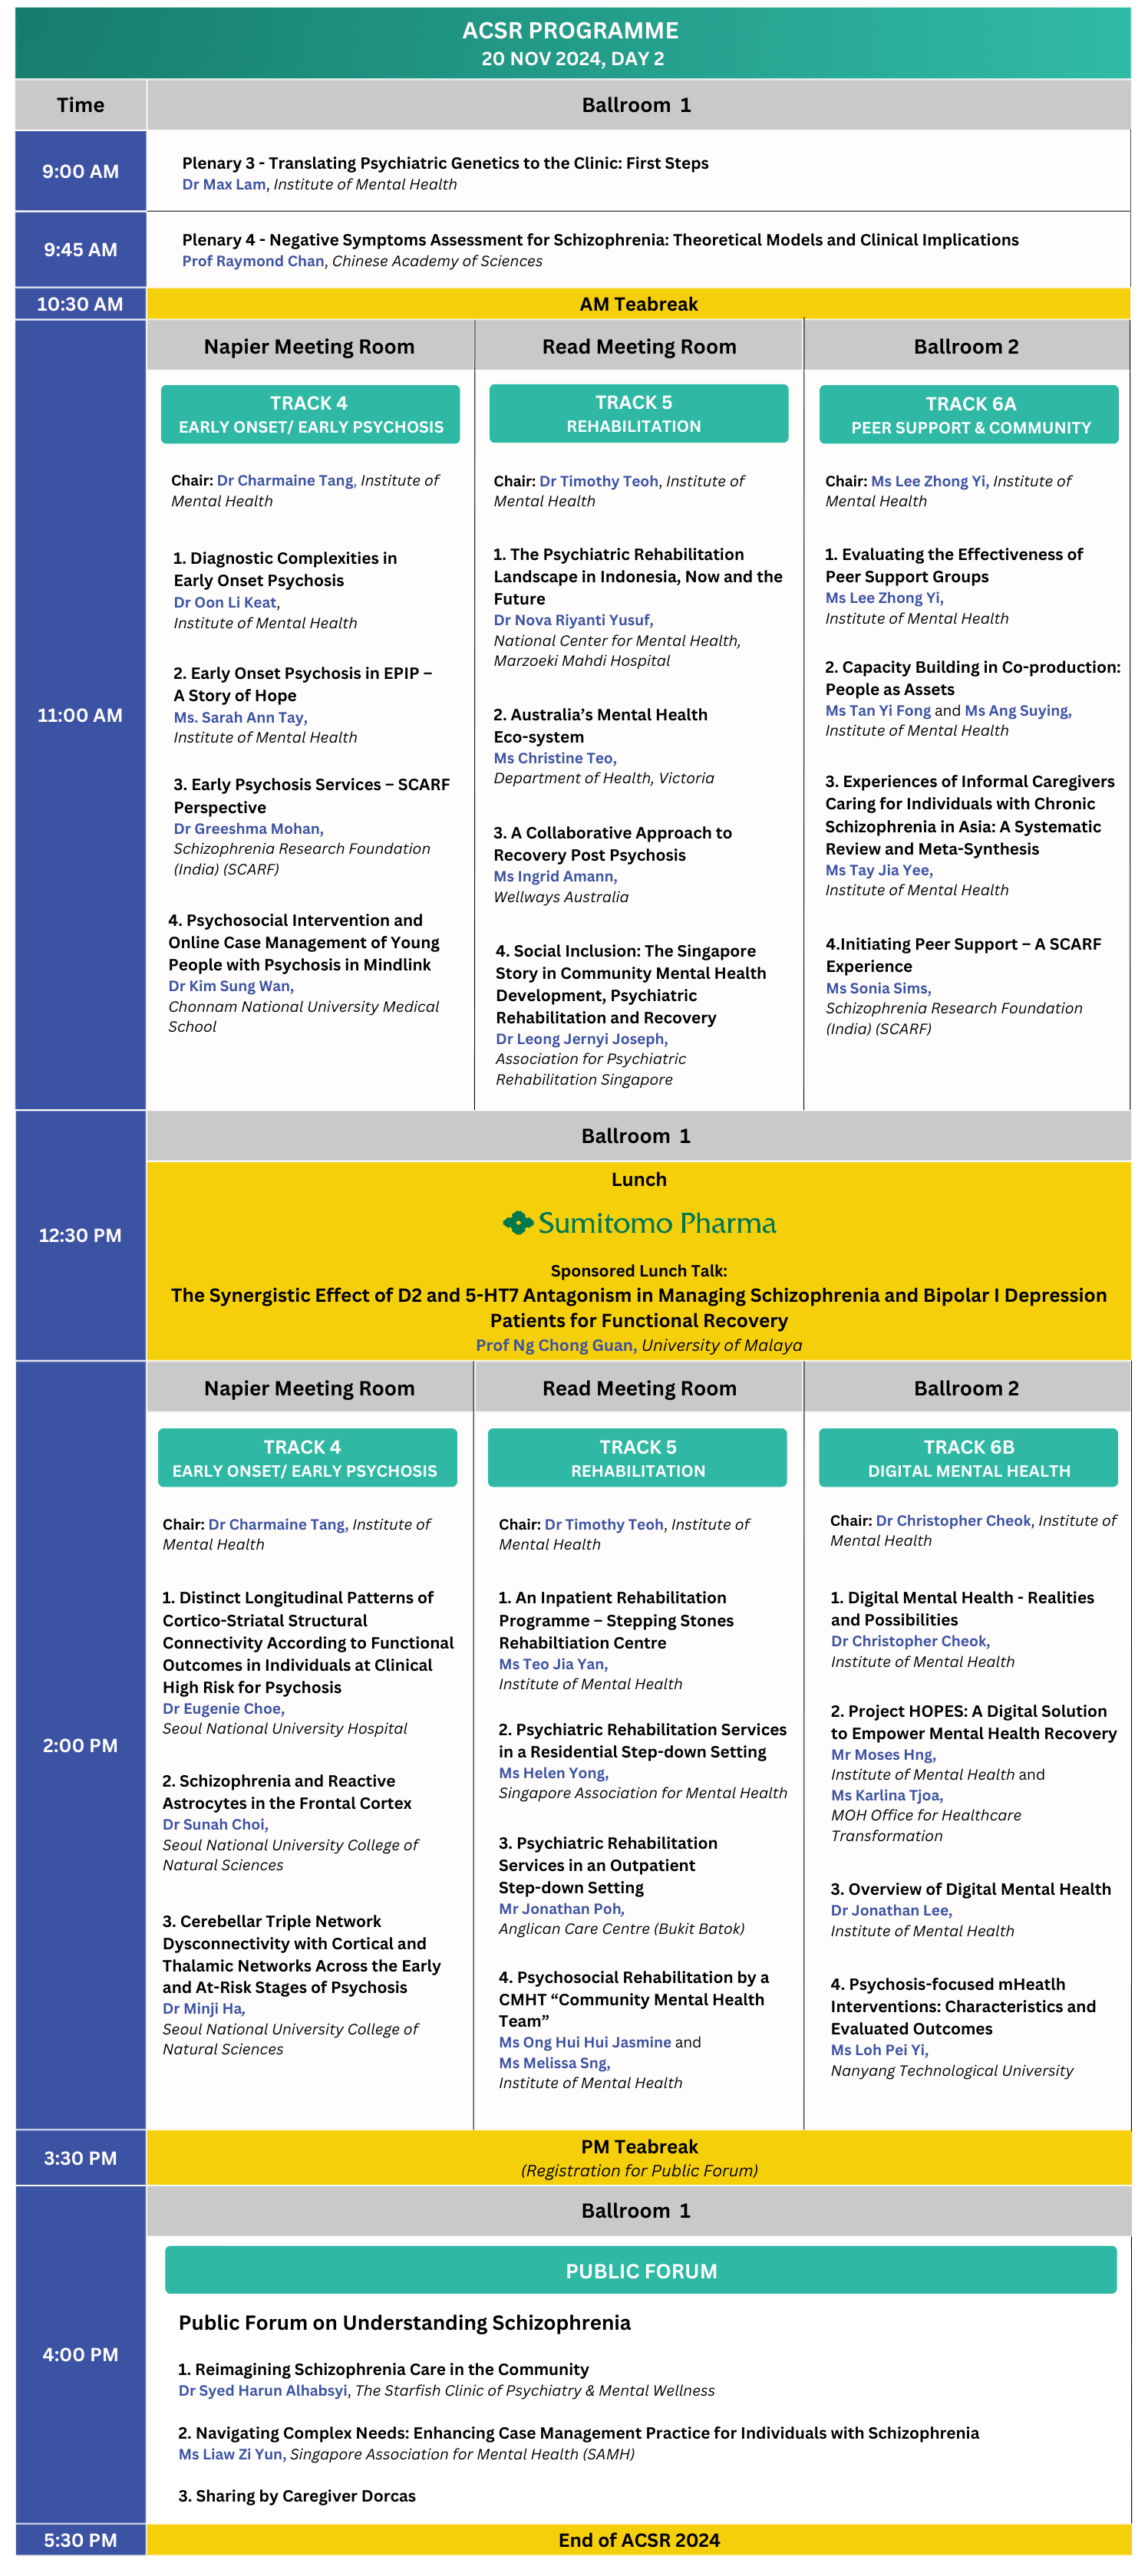 ACSR PROGRAMME
20 NOV 2024, DAY 2
Time
Ballroom 1
9:00 AM
Plenary 3 - Translating Psychiatric Genetics to the Clinic: First Steps
Dr Max Lam, Institute of Mental Health
9:45 AM
Plenary 4 - Negative Symptoms Assessment for Schizophrenia: Theoretical Models and Clinical Implications
Prof Raymond Chan, Chinese Academy of Sciences
10:30 AM
AM Teabreak
11:00 AM
Napier Meeting Room
TRACK 4
EARLY ONSET/ EARLY PSYCHOSIS
Chair: Dr Charmaine Tang, Institute of
Mental Health
1. Diagnostic Complexities in
Early Onset Psychosis
Dr Oon Li Keat,
Institute of Mental Health
2. Early Onset Psychosis in EPIP –
A Story of Hope
Ms. Sarah Ann Tay,
Institute of Mental Health
3. Early Psychosis Services – SCARF
Perspective
Dr Greeshma Mohan,
Schizophrenia Research Foundation
(India) (SCARF)
4. Psychosocial Intervention and
Online Case Management of Young
People with Psychosis in Mindlink
Dr Kim Sung Wan,
Chonnam National University Medical
School
Read Meeting Room
TRACK 5
REHABILITATION
Chair: Dr Timothy Teoh, Institute of
Mental Health
1. The Psychiatric Rehabilitation
Landscape in Indonesia, Now and the
Future
Dr Nova Riyanti Yusuf,
National Center for Mental Health,
Marzoeki Mahdi Hospital
2. Australia’s Mental Health
Eco-system
Ms Christine Teo,
Department of Health, Victoria
3. A Collaborative Approach to
Recovery Post Psychosis
Ms Ingrid Amann,
Wellways Australia
4. Social Inclusion: The Singapore
Story in Community Mental Health
Development, Psychiatric
Rehabilitation and Recovery
Dr Leong Jernyi Joseph,
Association for Psychiatric
Rehabilitation Singapore
Ballroom 2
TRACK 6A
PEER SUPPORT & COMMUNITY
Chair: Ms Lee Zhong Yi, Institute of
Mental Health
1. Evaluating the Effectiveness of
Peer Support Groups
Ms Lee Zhong Yi,
Institute of Mental Health
2. Capacity Building in Co-production:
People as Assets
Ms Tan Yi Fong and Ms Ang Suying,
Institute of Mental Health
3. Experiences of Informal Caregivers
Caring for Individuals with Chronic
Schizophrenia in Asia: A Systematic
Review and Meta-Synthesis
Ms Tay Jia Yee,
Institute of Mental Health
4.Initiating Peer Support – A SCARF
Experience
Ms Sonia Sims,
Schizophrenia Research Foundation
(India) (SCARF)
12:30 PM
Ballroom 1
Lunch
Sumitomo Pharma
Sponsored Lunch Talk:
The Synergistic Effect of D2 and 5-HT7 Antagonism in Managing Schizophrenia and Bipolar I Depression
Patients for Functional Recovery
Prof Ng Chong Guan, University of Malaya
2:00 PM
Napier Meeting Room
TRACK 4
EARLY ONSET/ EARLY PSYCHOSIS
Chair: Dr Charmaine Tang, Institute of
Mental Health
1. Distinct Longitudinal Patterns of
Cortico-Striatal Structural
Connectivity According to Functional
Outcomes in Individuals at Clinical
High Risk for Psychosis
Dr Eugenie Choe,
Seoul National University Hospital
2. Schizophrenia and Reactive
Astrocytes in the Frontal Cortex
Dr Sunah Choi,
Seoul National University College of
Natural Sciences
3. Cerebellar Triple Network
Dysconnectivity with Cortical and
Thalamic Networks Across the Early
and At-Risk Stages of Psychosis
Dr Minji Ha,
Seoul National University College of
Natural Sciences
Read Meeting Room
TRACK 5
REHABILITATION
Chair: Dr Timothy Teoh, Institute of
Mental Health
1. An Inpatient Rehabilitation
Programme – Stepping Stones
Rehabiltiation Centre
Ms Teo Jia Yan,
Institute of Mental Health
2. Psychiatric Rehabilitation Services
in a Residential Step-down Setting
Ms Helen Yong,
Singapore Association for Mental Health
3. Psychiatric Rehabilitation
Services in an Outpatient
Step-down Setting
Mr Jonathan Poh,
Anglican Care Centre (Bukit Batok)
4. Psychosocial Rehabilitation by a
CMHT “Community Mental Health
Team”
Ms Ong Hui Hui Jasmine and
Ms Melissa Sng,
Institute of Mental Health
Ballroom 2
TRACK 6B
DIGITAL MENTAL HEALTH
Chair: Dr Christopher Cheok, Institute of
Mental Health
1. Digital Mental Health - Realities
and Possibilities
Dr Christopher Cheok,
Institute of Mental Health
2. Project HOPES: A Digital Solution
to Empower Mental Health Recovery
Mr Moses Hng,
Institute of Mental Health and
Ms Karlina Tjoa,
MOH Office for Healthcare
Transformation
3. Overview of Digital Mental Health
Dr Jonathan Lee,
Institute of Mental Health
4. Psychosis-focused mHeatlh
Interventions: Characteristics and
Evaluated Outcomes
Ms Loh Pei Yi,
Nanyang Technological University
3:30 PM
PM Teabreak
(Registration for Public Forum)
4:00 PM
Ballroom 1
PUBLIC FORUM
Public Forum on Understanding Schizophrenia
1. Reimagining Schizophrenia Care in the Community
Dr Syed Harun Alhabsyi, The Starfish Clinic of Psychiatry & Mental Wellness
2. Navigating Complex Needs: Enhancing Case Management Practice for Individuals with Schizophrenia
Ms Liaw Zi Yun, Singapore Association for Mental Health (SAMH)
3. Sharing by Caregiver Dorcas
5:30 PM
End of ACSR 2024